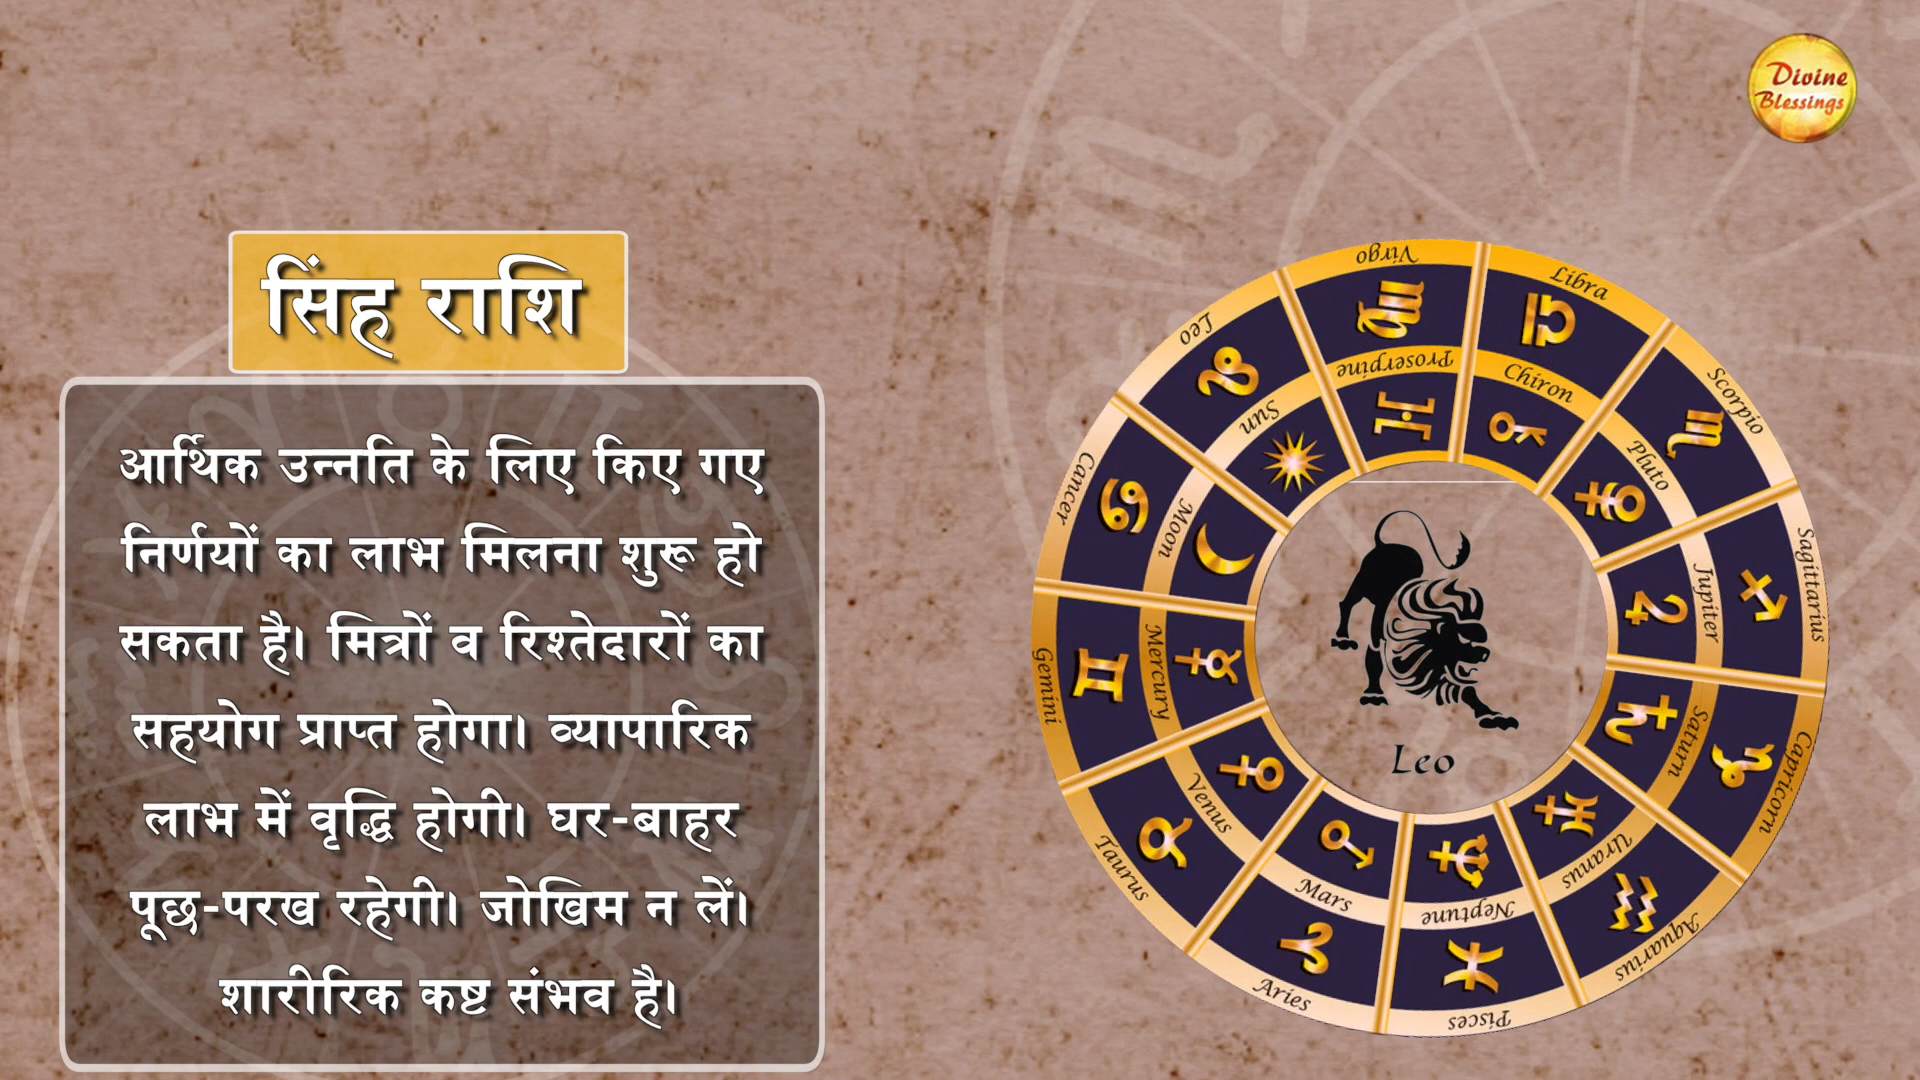 Divine
Blessings
सिंह राशि
आर्थिक उन्नति के लिए किए गए
निर्णयों का लाभ मिलना शुरू हो
सकता है। मित्रों व रिश्तेदारों का
सहयोग प्राप्त होगा। व्यापारिक
लाभ में वृद्धि होगी। घर-बाहर
पूछ-परख रहेगी। जोखिम न लें।
शारीरिक कष्ट संभव है।
Virgo
Libra
Scorpio
Sagittarius
Capricorn
Aquarius
Pisces
Aries
Taurus
Gemini
Cancer
Leo
Proserpine
Chiron
Pluto
Jupiter
Saturn
Urannus
Neptune
Mars
Venus
Mercury
Moon
Sun
Leo